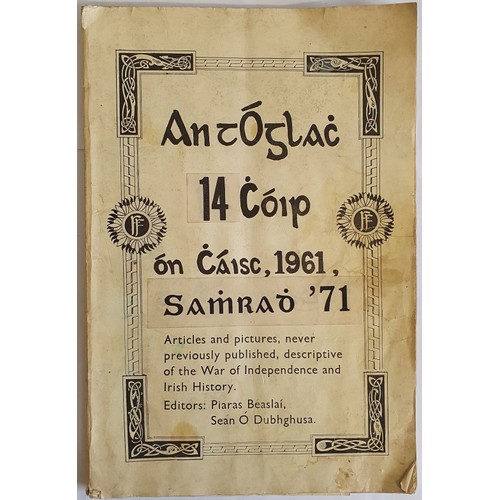 An tÓglaċ
14 Ċóip
ón Ċáisc, 1961,
Saṁraḋ '71
Articles and pictures, never
previously published, descriptive
of the War of Independence and
Irish History.
Editors: Piaras Beaslaí,
Seán Ó Dubhghusa.